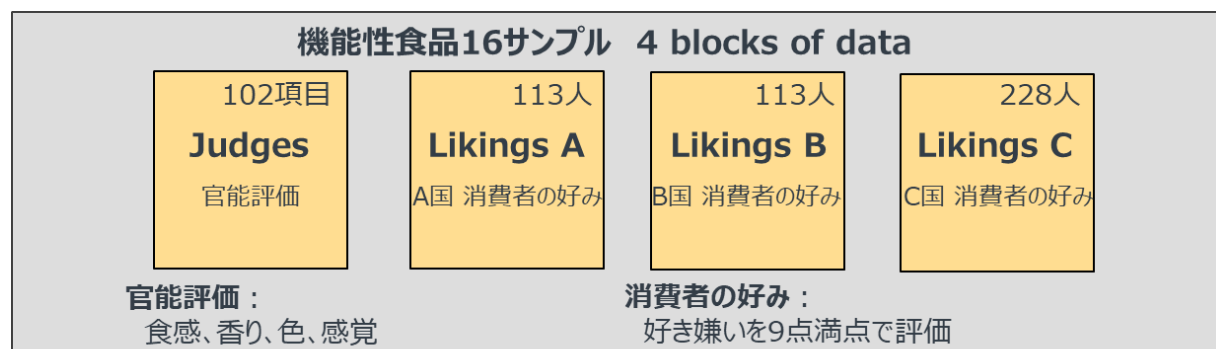 機能性食品16サンプル 4 blocks of data
102項目
Judges
官能評価
113人
Likings A
A国 消費者の好み
113人
Likings B
B国 消費者の好み
228人
Likings C
C国 消費者の好み
官能評価：
食感、香り、色、感覚
消費者の好み：
好き嫌いを9点満点で評価